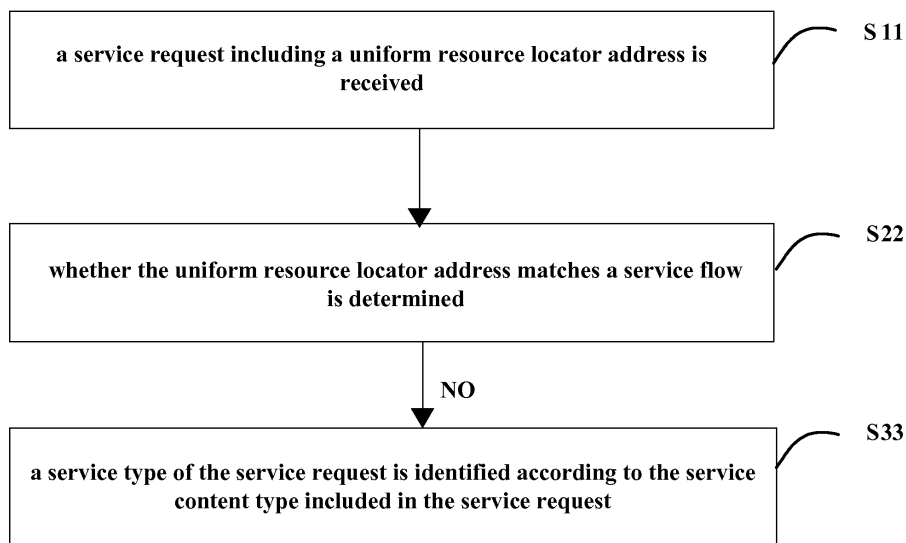 a service request including a uniform resource locator address is
received
S11
whether the uniform resource locator address matches a service flow
is determined
S22
NO
a service type of the service request is identified according to the service
content type included in the service request
S33